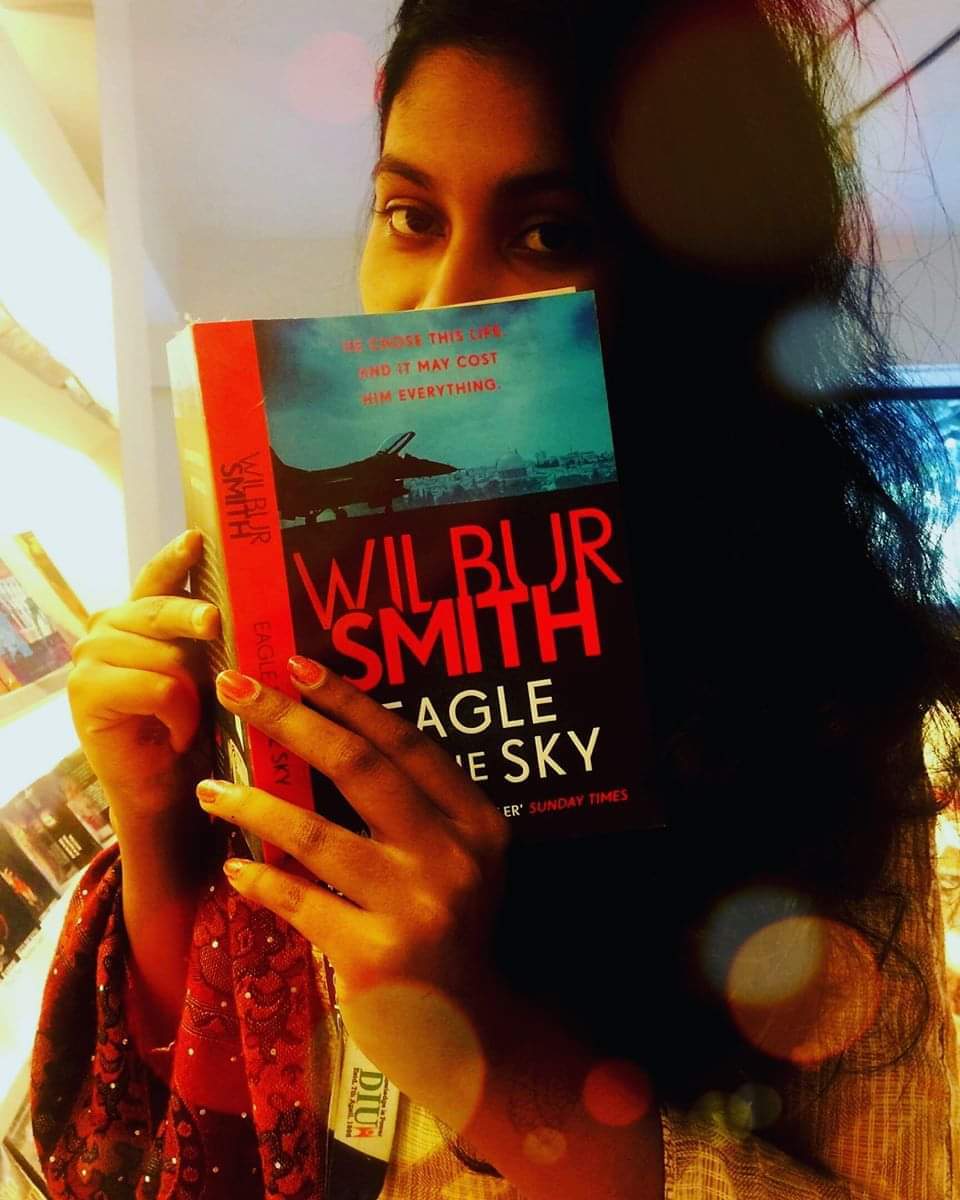 HE CHOSE THIS LIFE.
AND IT MAY COST
HIM EVERYTHING.
WILBUR
SMITH
EAGLE
SKY
ER' SUNDAY TIMES
WILBUR
SMITH
EAGLE
SKY
DIU